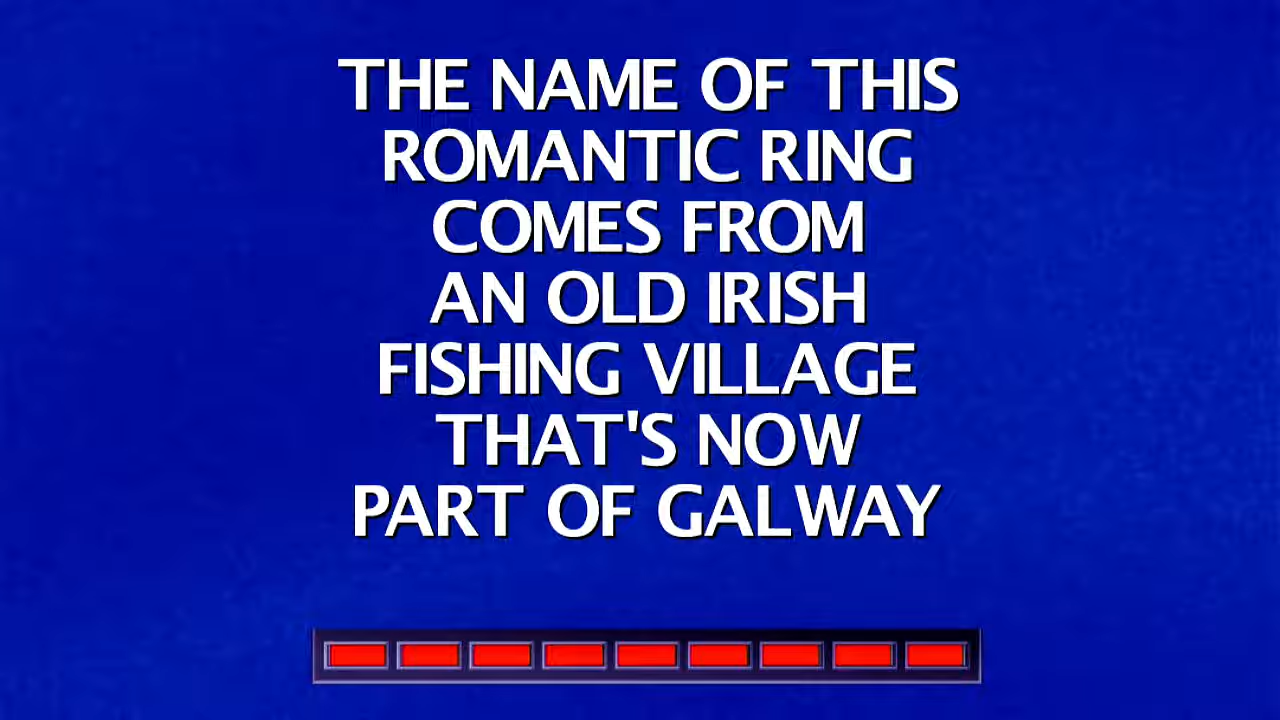 THE NAME OF THIS
ROMANTIC RING
COMES FROM
AN OLD IRISH
FISHING VILLAGE
THAT'S NOW
PART OF GALWAY